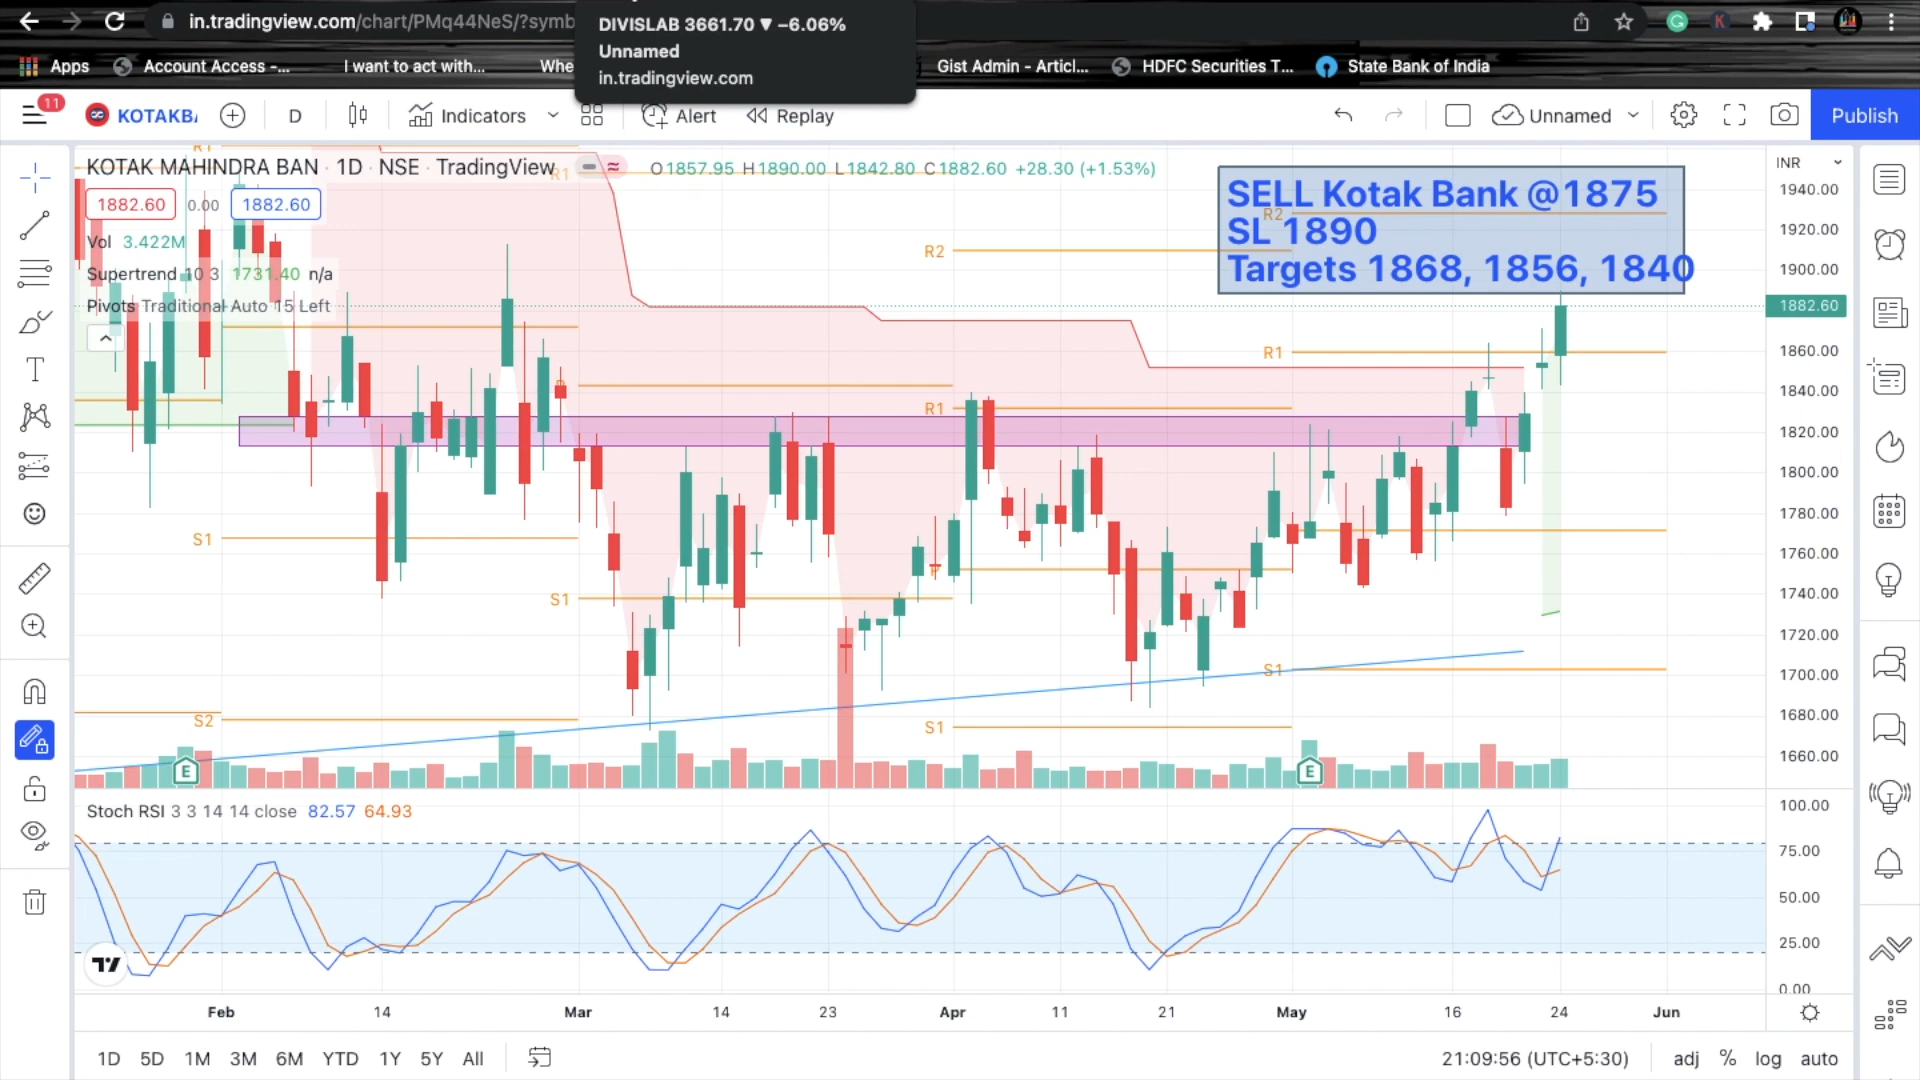 in.tradingview.com/chart/PMq44NeS/?symb
DIVISLAB 3661.70 ▼ −6.06%
Unnamed
in.tradingview.com
Apps
Account Access -...
I want to act with...
Whe
Gist Admin - Articl...
HDFC Securities T...
State Bank of India
11
KOTAKBA
D
Indicators
Alert
Replay
Unnamed
Publish
KOTAK MAHINDRA BAN · 1D · NSE · TradingView
O1857.95 H1890.00 L1842.80 C1882.60 +28.30 (+1.53%)
1882.60 0.00 1882.60
Vol 3.422M
Supertrend 10 3 1731.40 n/a
Pivots Traditional Auto 15 Left
SELL Kotak Bank @1875
SL 1890
Targets 1868, 1856, 1840
INR
1940.00
1920.00
1900.00
1882.60
1860.00
1840.00
1820.00
1800.00
1780.00
1760.00
1740.00
1720.00
1700.00
1680.00
1660.00
R1
R1
R2
R2
R1
R1
P
P
S1
S1
S1
S2
S1
E
E
Stoch RSI 3 3 14 14 close 82.57 64.93
100.00
75.00
50.00
25.00
0.00
Feb 14 Mar 14 23 Apr 11 21 May 16 24 Jun
1D 5D 1M 3M 6M YTD 1Y 5Y All
21:09:56 (UTC+5:30) adj % log auto